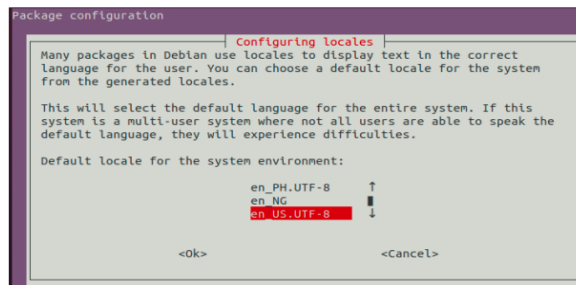 Package configuration
Configuring locales
Many packages in Debian use locales to display text in the correct
language for the user. You can choose a default locale for the system
from the generated locales.
This will select the default language for the entire system. If this
system is a multi-user system where not all users are able to speak the
default language, they will experience difficulties.
Default locale for the system environment:
en_PH.UTF-8 ↑
en_NG
en_US.UTF-8 ↓
<Ok> <Cancel>